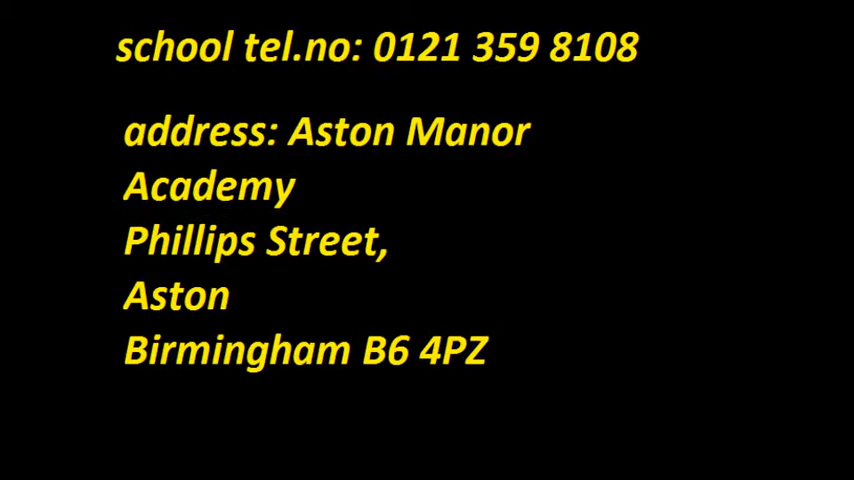 school tel.no: 0121 359 8108
address: Aston Manor
Academy
Phillips Street,
Aston
Birmingham B6 4PZ